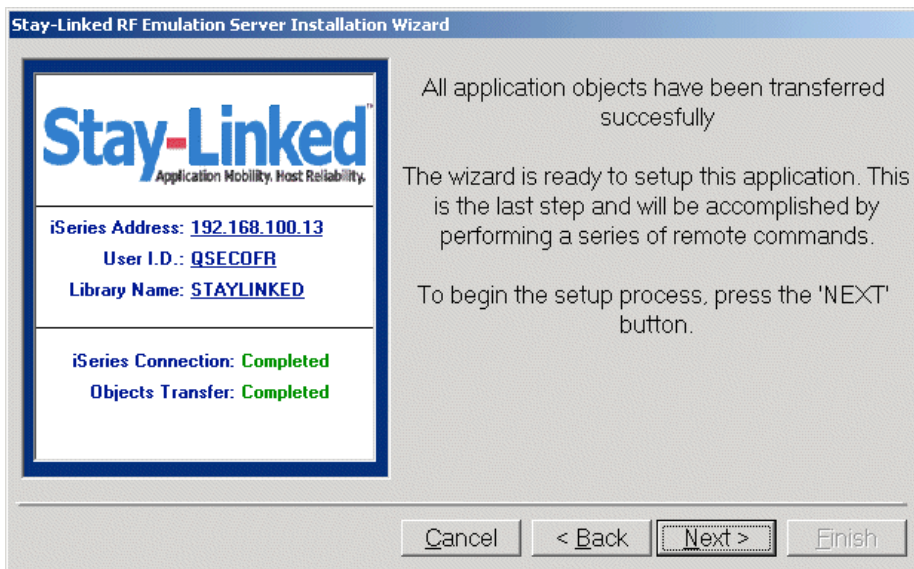 Stay-Linked RF Emulation Server Installation Wizard
Stay-Linked™
Application Mobility. Host Reliability.
iSeries Address: 192.168.100.13
User I.D.: QSECOFR
Library Name: STAYLINKED
iSeries Connection: Completed
Objects Transfer: Completed
All application objects have been transferred
succesfully
The wizard is ready to setup this application. This
is the last step and will be accomplished by
performing a series of remote commands.
To begin the setup process, press the 'NEXT'
button.
Cancel
< Back
Next >
Finish